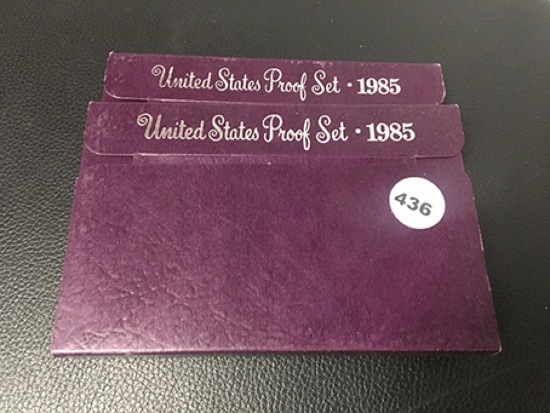 United States Proof Set • 1985
United States Proof Set • 1985
436